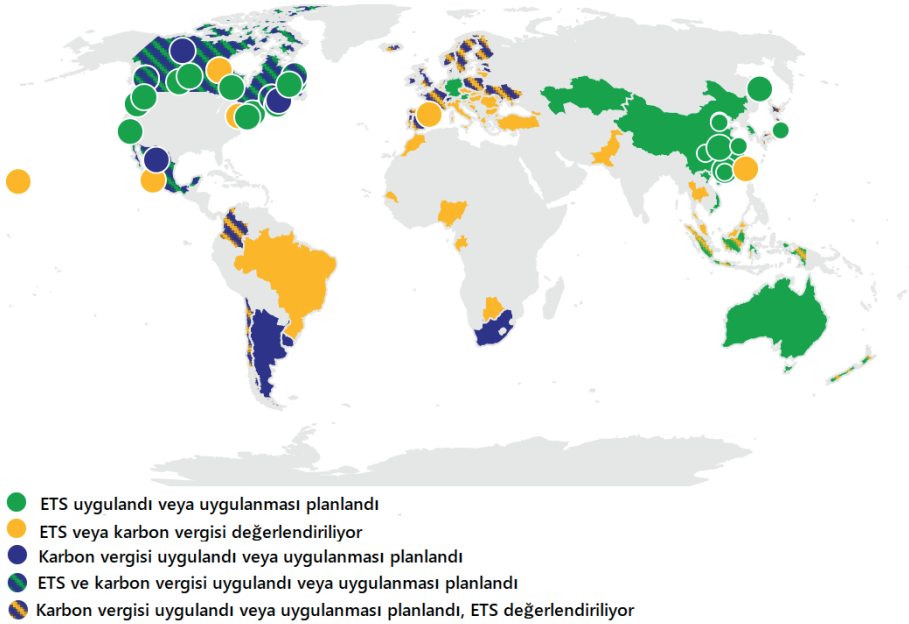 ETS uygulandı veya uygulanması planlandı
ETS veya karbon vergisi değerlendiriliyor
Karbon vergisi uygulandı veya uygulanması planlandı
ETS ve karbon vergisi uygulandı veya uygulanması planlandı
Karbon vergisi uygulandı veya uygulanması planlandı, ETS değerlendiriliyor